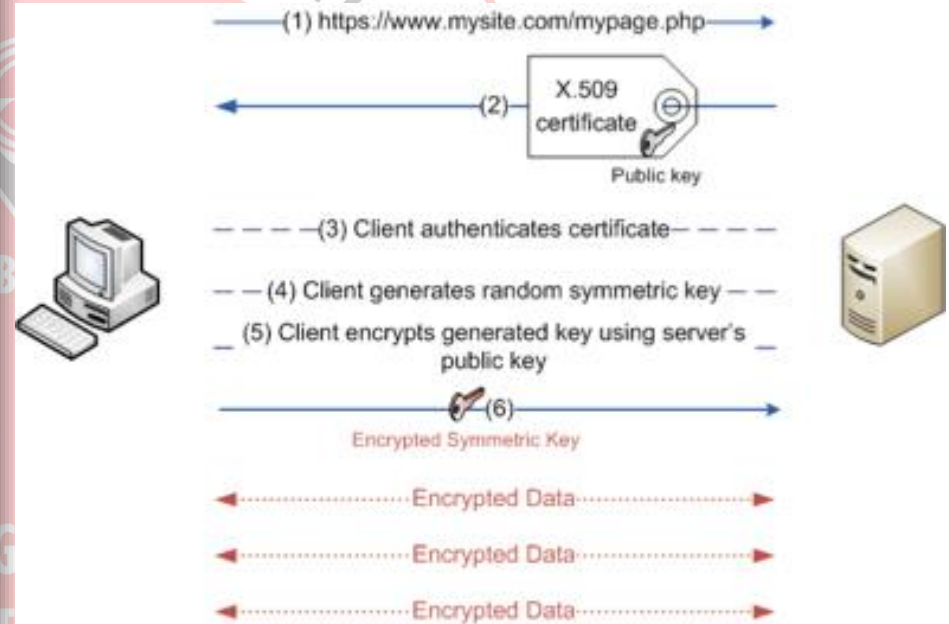 (1) https://www.mysite.com/mypage.php
(2)
X.509
certificate
Public key
(3) Client authenticates certificate
(4) Client generates random symmetric key
(5) Client encrypts generated key using server's
public key
(6)
Encrypted Symmetric Key
Encrypted Data
Encrypted Data
Encrypted Data